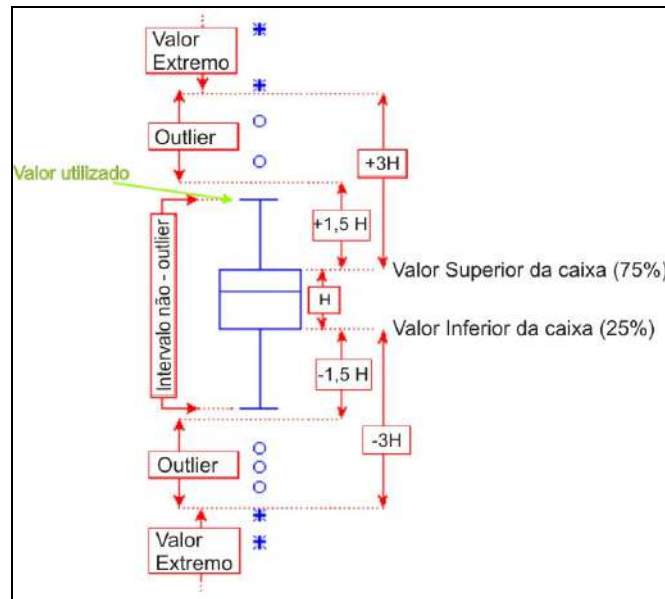 Valor
Extremo
Outlier
+3H
Valor utilizado
+1,5 H
Intervalo não - outlier
Valor Superior da caixa (75%)
H
Valor Inferior da caixa (25%)
-1,5 H
-3H
Outlier
Valor
Extremo